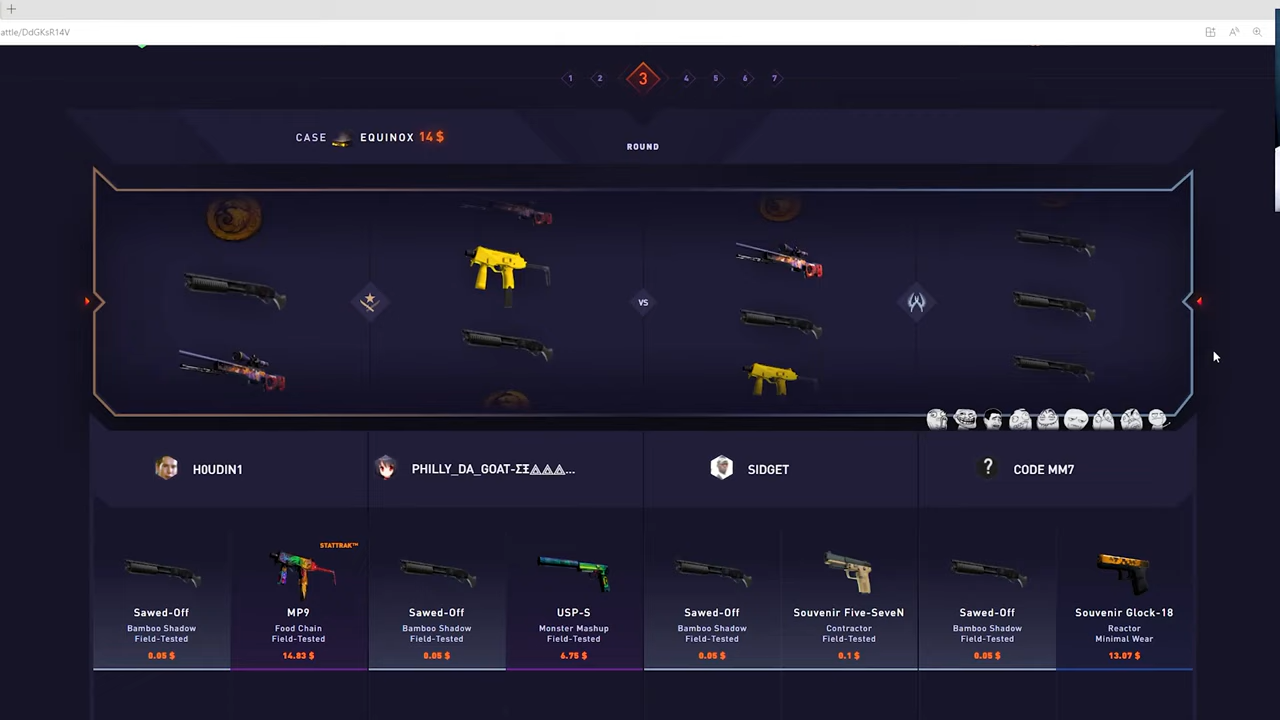 attle/DdGKsR14V
1 2 3 4 5 6 7
CASE EQUINOX 14 $
ROUND
VS
H0UDIN1
PHILLY_DA_GOAT-ΣΞ◬◬◬...
SIDGET
? CODE MM7
STATTRAK™
Sawed-Off
Bamboo Shadow
Field-Tested
0.05 $
MP9
Food Chain
Field-Tested
14.83 $
Sawed-Off
Bamboo Shadow
Field-Tested
0.05 $
USP-S
Monster Mashup
Field-Tested
6.75 $
Sawed-Off
Bamboo Shadow
Field-Tested
0.05 $
Souvenir Five-SeveN
Contractor
Field-Tested
0.1 $
Sawed-Off
Bamboo Shadow
Field-Tested
0.05 $
Souvenir Glock-18
Reactor
Minimal Wear
13.07 $